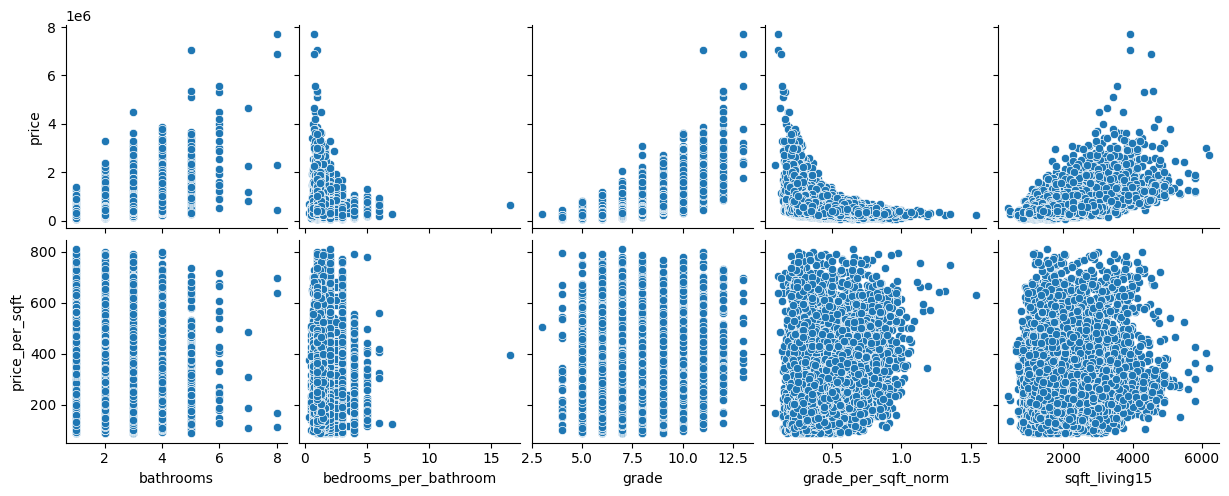 1e6
8
6
4
2
0
price
800
600
400
200
price_per_sqft
2 4 6 8
bathrooms
0 5 10 15
bedrooms_per_bathroom
2.5 5.0 7.5 10.0 12.5
grade
0.5 1.0 1.5
grade_per_sqft_norm
2000 4000 6000
sqft_living15